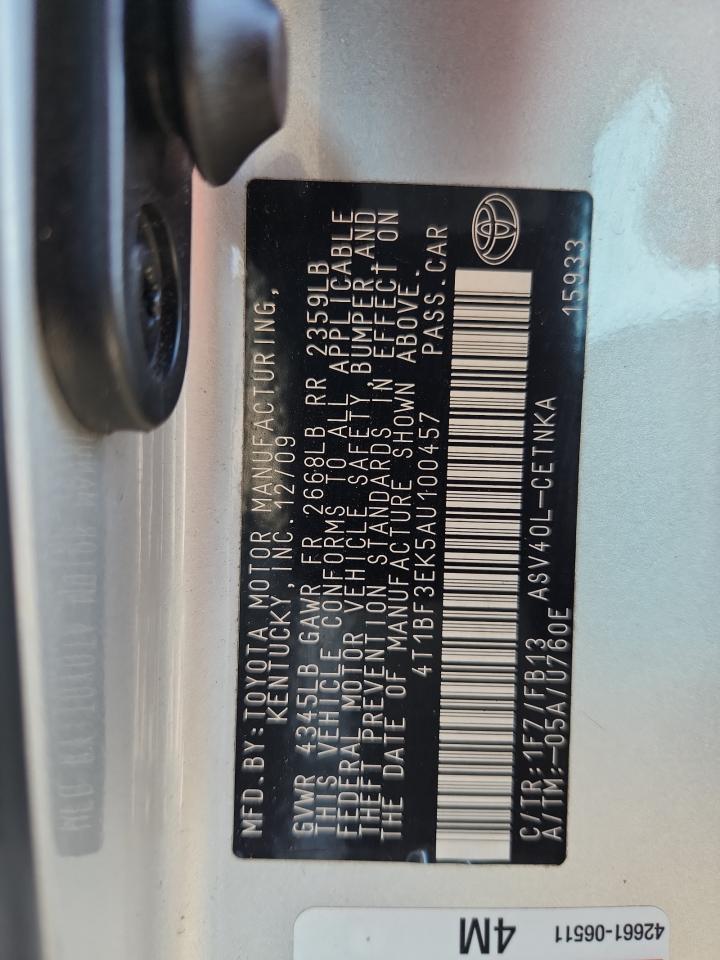 MFD.BY:TOYOTA MOTOR MANUFACTURING,
KENTUCKY,INC.12/09
GVWR 4345LB GAWR FR 2668LB RR 2359LB
THIS VEHICLE CONFORMS TO ALL APPLICABLE
FEDERAL MOTOR VEHICLE SAFETY,BUMPER,AND
THEFT PREVENTION STANDARDS IN EFFECT ON
THE DATE OF MANUFACTURE SHOWN ABOVE.
4T1BF3EK5AU100457 PASS.CAR
C/TR:1F7/FB13 ASV40L-CETNKA
A/TM:-05A/U760E 15933
4M
42661-06511